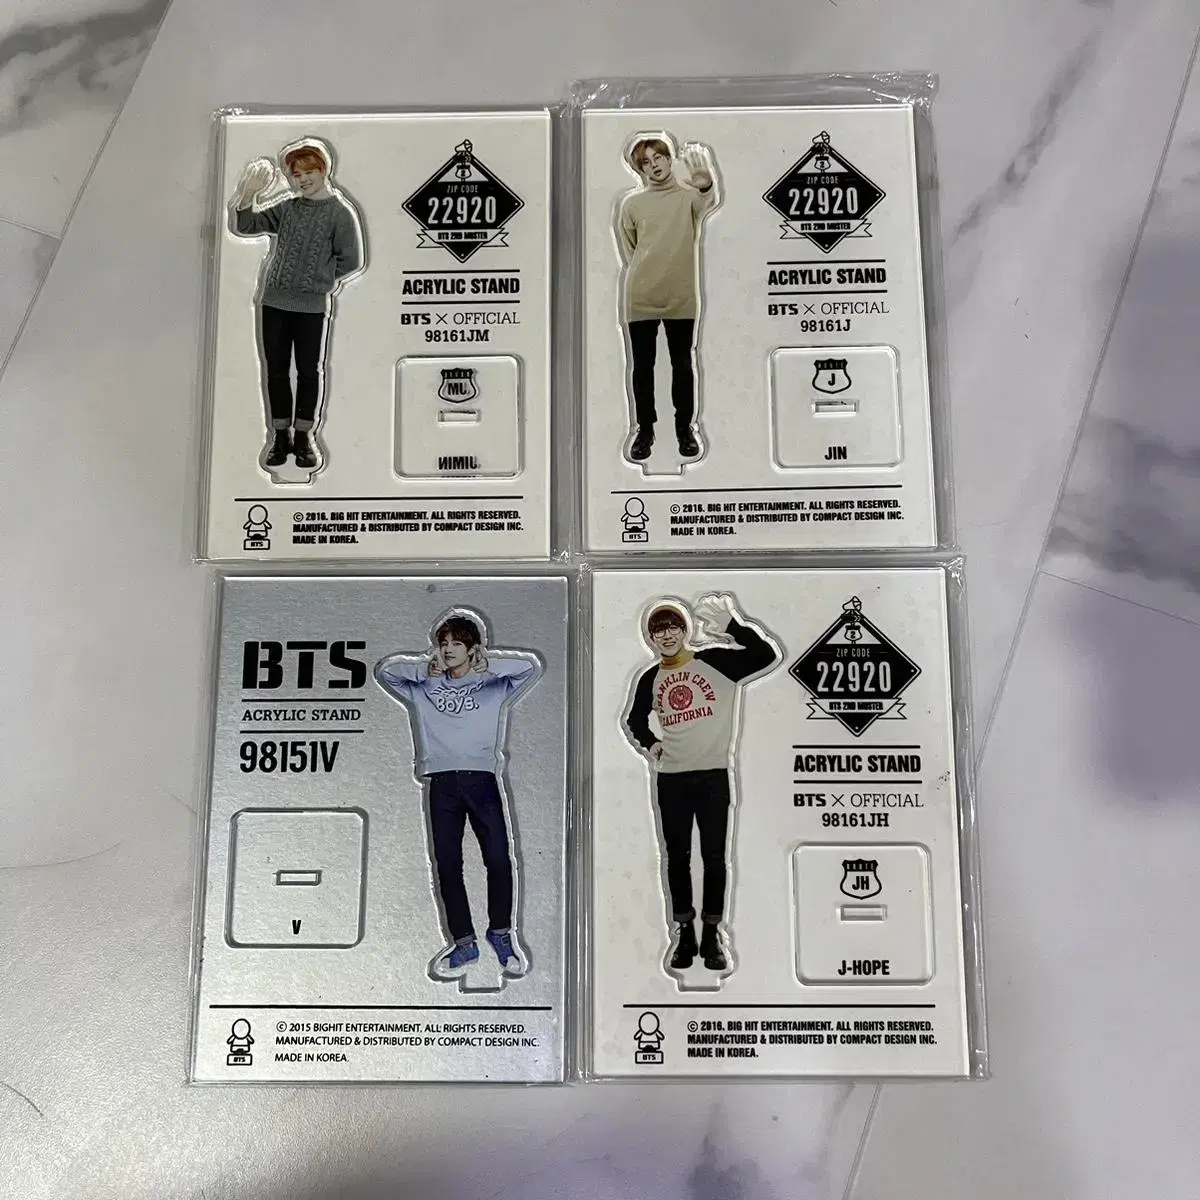 ZIP CODE
22920
BTS 2ND MUSTER
ACRYLIC STAND
BTS × OFFICIAL
98161JM
© 2016. BIG HIT ENTERTAINMENT. ALL RIGHTS RESERVED.
MANUFACTURED & DISTRIBUTED BY COMPACT DESIGN INC.
MADE IN KOREA.
BTS
ZIP CODE
22920
BTS 2ND MUSTER
ACRYLIC STAND
BTS × OFFICIAL
98161J
ROUTE
J
JIN
© 2016. BIG HIT ENTERTAINMENT. ALL RIGHTS RESERVED.
MANUFACTURED & DISTRIBUTED BY COMPACT DESIGN INC.
MADE IN KOREA.
BTS
BTS
ACRYLIC STAND
98151V
Boys.
V
© 2015 BIGHIT ENTERTAINMENT. ALL RIGHTS RESERVED.
MANUFACTURED & DISTRIBUTED BY COMPACT DESIGN INC.
MADE IN KOREA.
BTS
ZIP CODE
22920
BTS 2ND MUSTER
FRANKLIN CREW
CALIFORNIA
ACRYLIC STAND
BTS × OFFICIAL
98161JH
ROUTE
JH
J-HOPE
© 2016. BIG HIT ENTERTAINMENT. ALL RIGHTS RESERVED.
MANUFACTURED & DISTRIBUTED BY COMPACT DESIGN INC.
MADE IN KOREA.
BTS